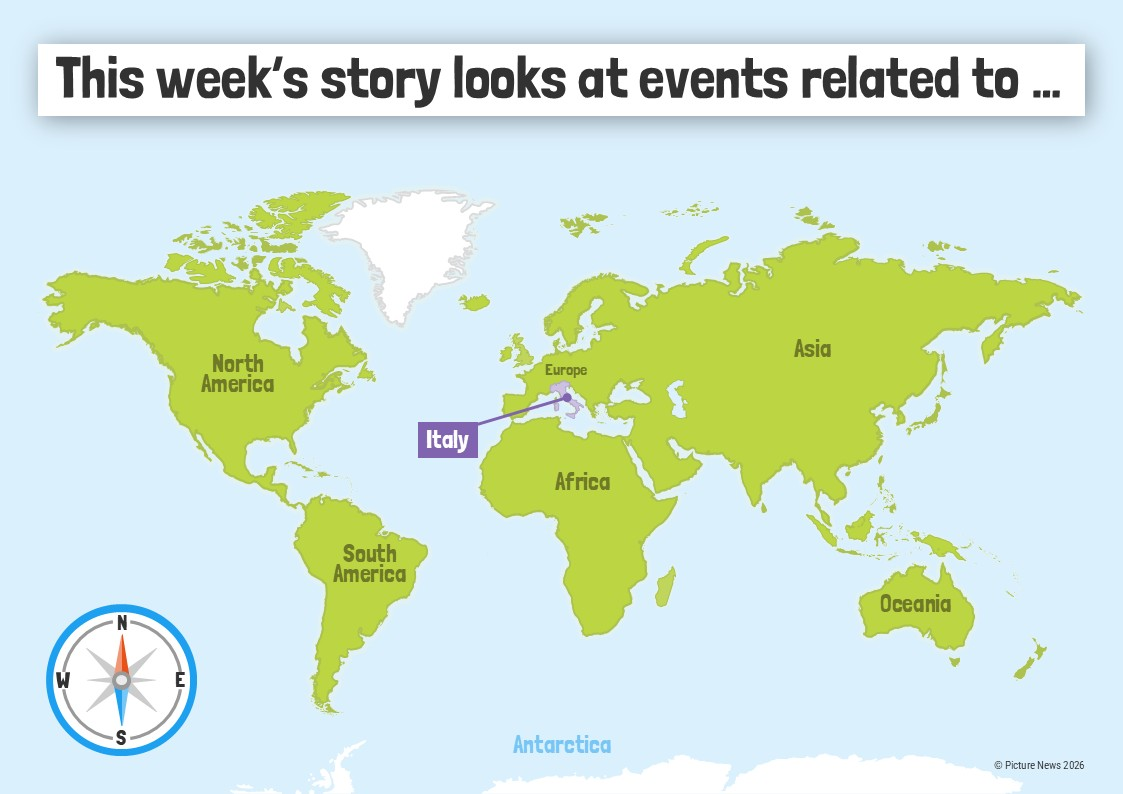 This week's story looks at events related to ...
North
America
Europe
Asia
Italy
Africa
South
America
Oceania
N
W
E
S
Antarctica
© Picture News 2026